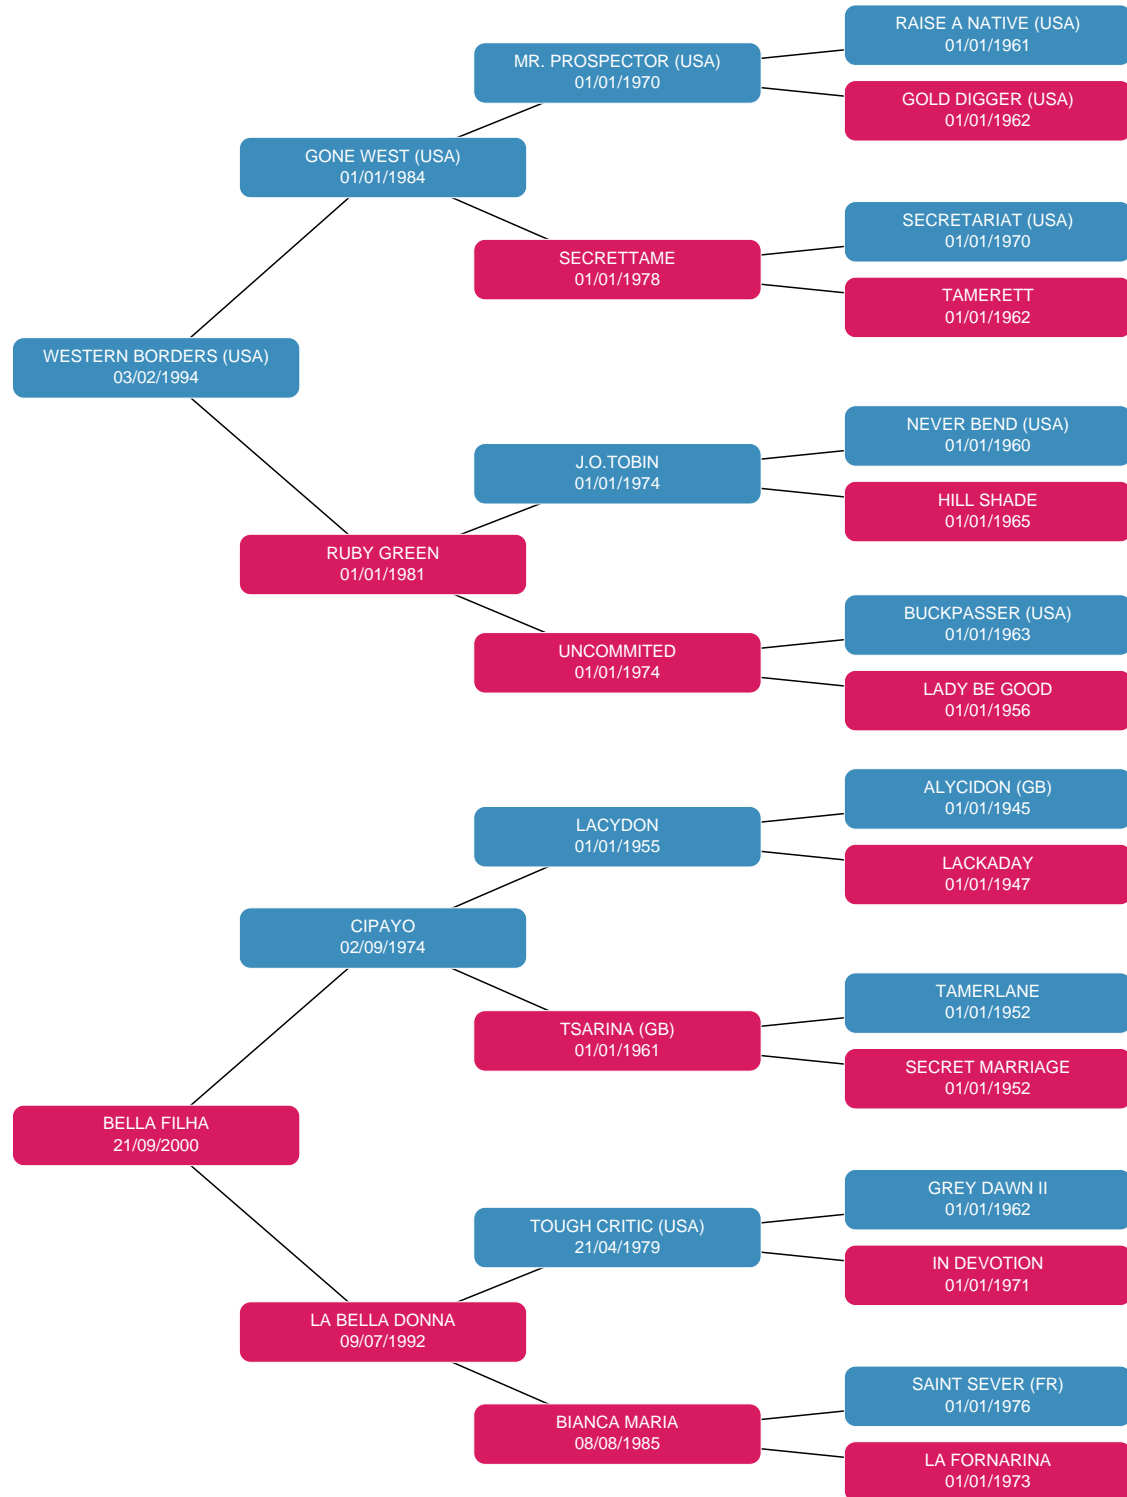 RAISE A NATIVE (USA)
01/01/1961
MR. PROSPECTOR (USA)
01/01/1970
GOLD DIGGER (USA)
01/01/1962
GONE WEST (USA)
01/01/1984
SECRETARIAT (USA)
01/01/1970
SECRETTAME
01/01/1978
TAMERETT
01/01/1962
WESTERN BORDERS (USA)
03/02/1994
NEVER BEND (USA)
01/01/1960
J.O.TOBIN
01/01/1974
HILL SHADE
01/01/1965
RUBY GREEN
01/01/1981
BUCKPASSER (USA)
01/01/1963
UNCOMMITED
01/01/1974
LADY BE GOOD
01/01/1956
ALYCIDON (GB)
01/01/1945
LACYDON
01/01/1955
LACKADAY
01/01/1947
CIPAYO
02/09/1974
TAMERLANE
01/01/1952
TSARINA (GB)
01/01/1961
SECRET MARRIAGE
01/01/1952
BELLA FILHA
21/09/2000
GREY DAWN II
01/01/1962
TOUGH CRITIC (USA)
21/04/1979
IN DEVOTION
01/01/1971
LA BELLA DONNA
09/07/1992
SAINT SEVER (FR)
01/01/1976
BIANCA MARIA
08/08/1985
LA FORNARINA
01/01/1973